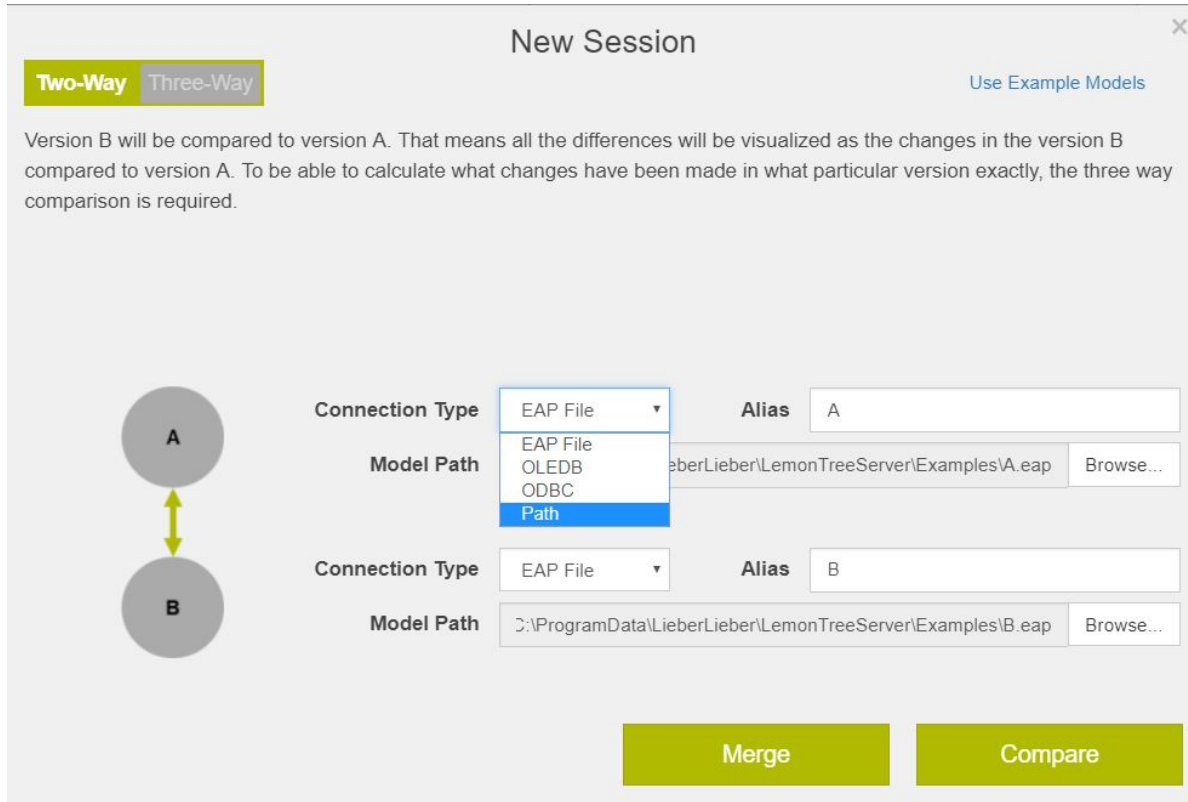 ×
New Session
Two-Way Three-Way
Use Example Models
Version B will be compared to version A. That means all the differences will be visualized as the changes in the version B
compared to version A. To be able to calculate what changes have been made in what particular version exactly, the three way
comparison is required.
A
Connection Type EAP File ▼ Alias A
EAP File
OLEDB
ODBC
Path
Model Path eberLieber\LemonTreeServer\Examples\A.eap Browse...
B
Connection Type EAP File ▼ Alias B
Model Path C:\ProgramData\LieberLieber\LemonTreeServer\Examples\B.eap Browse...
Merge Compare